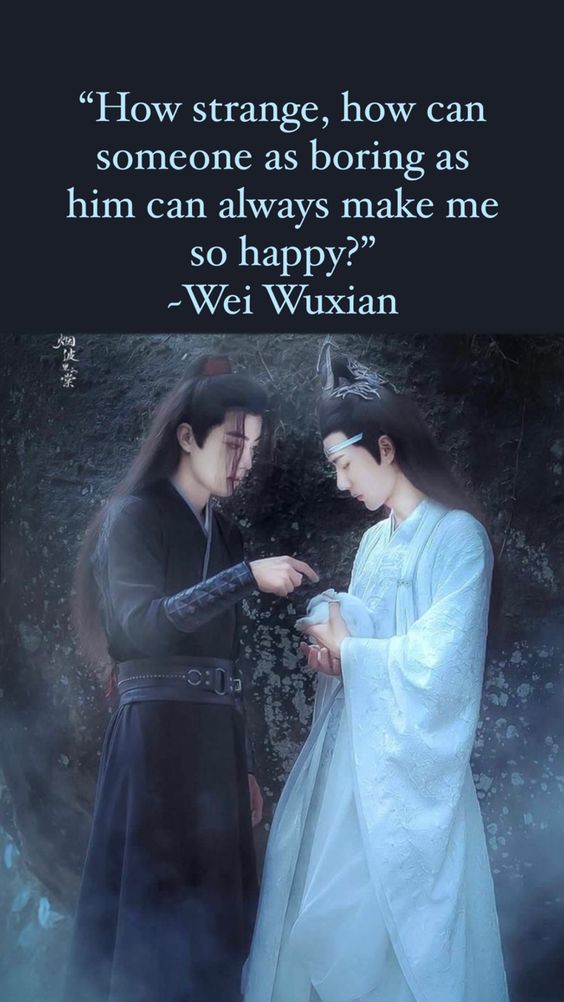 “How strange, how can
someone as boring as
him can always make me
so happy?”
-Wei Wuxian
烟波